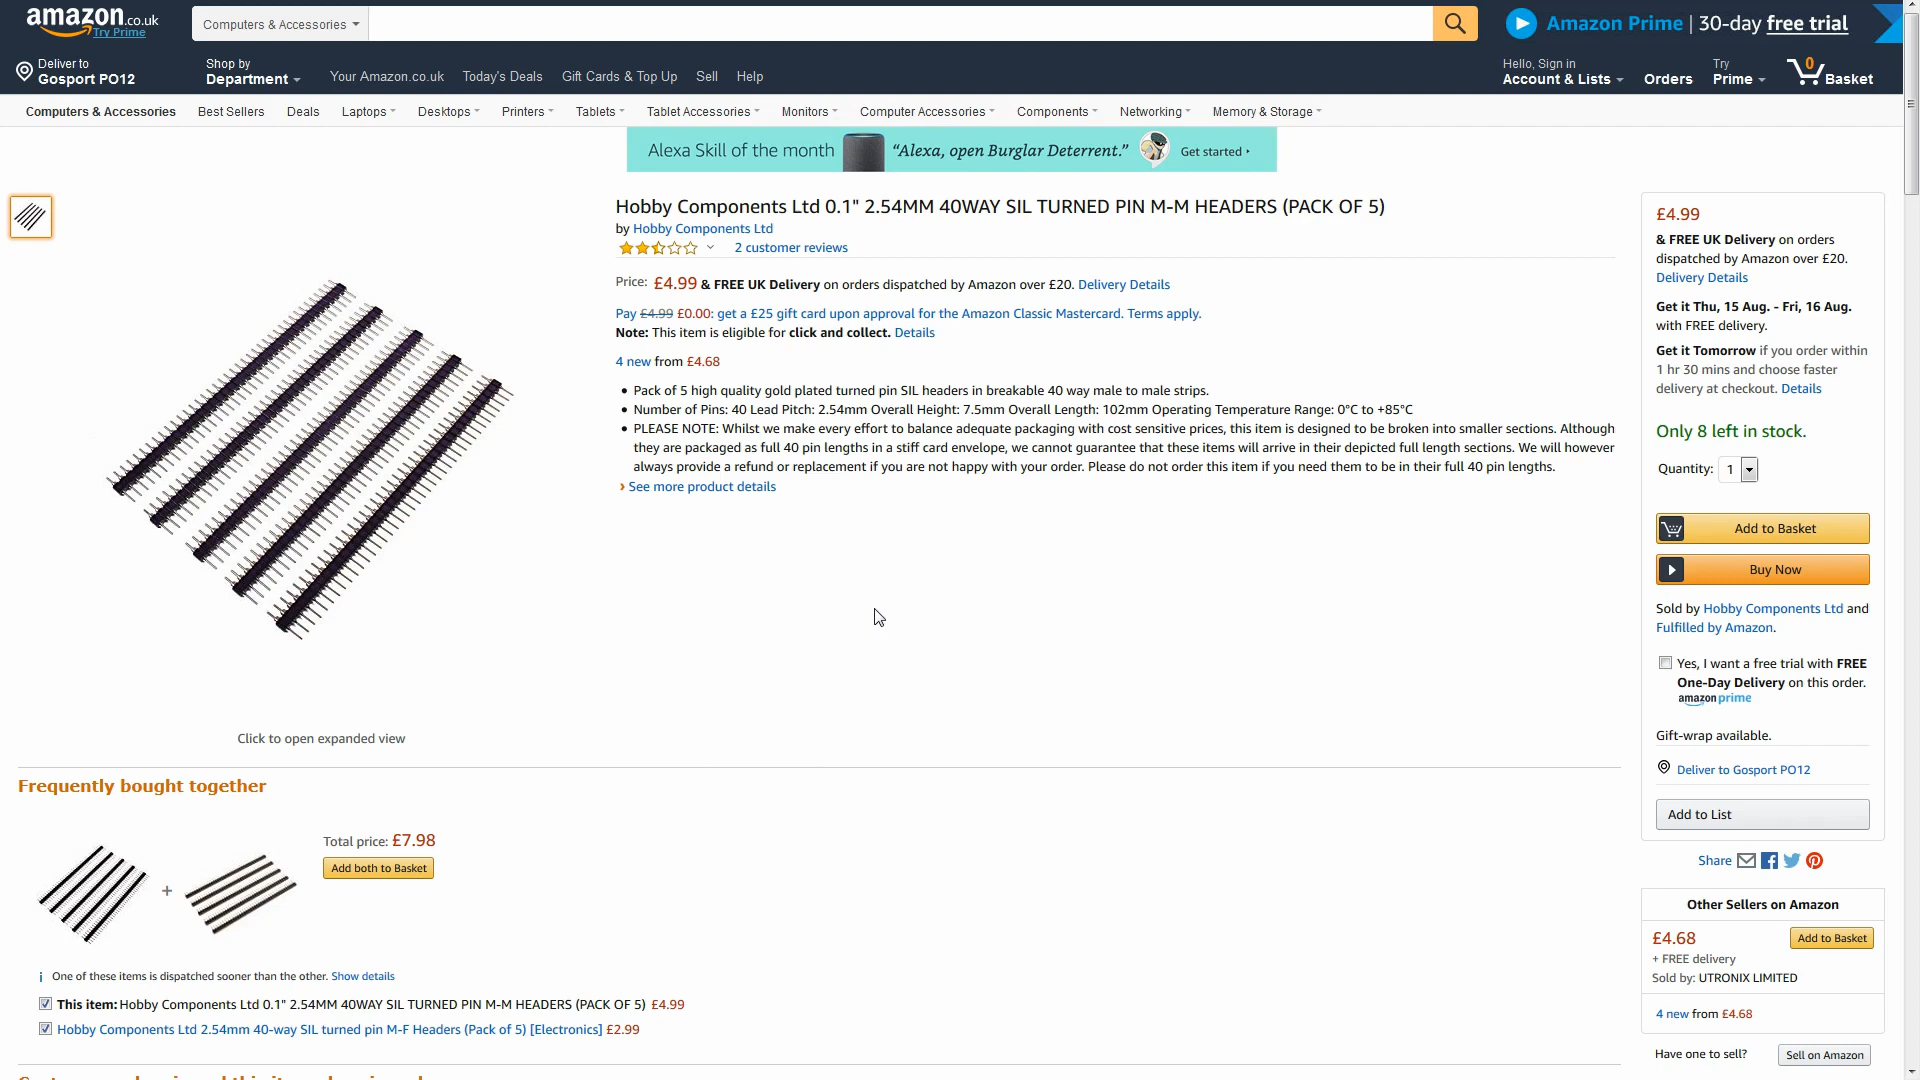 amazon.co.uk
Try Prime
Computers & Accessories
Amazon Prime | 30-day free trial
Deliver to
Gosport PO12
Shop by
Department
Your Amazon.co.uk
Today's Deals
Gift Cards & Top Up
Sell
Help
Hello, Sign in
Account & Lists
Orders
Try
Prime
0
Basket
Computers & Accessories
Best Sellers
Deals
Laptops
Desktops
Printers
Tablets
Tablet Accessories
Monitors
Computer Accessories
Components
Networking
Memory & Storage
Alexa Skill of the month
“Alexa, open Burglar Deterrent.”
Get started
Hobby Components Ltd 0.1" 2.54MM 40WAY SIL TURNED PIN M-M HEADERS (PACK OF 5)
by Hobby Components Ltd
2 customer reviews
Price: £4.99 & FREE UK Delivery on orders dispatched by Amazon over £20. Delivery Details
Pay £4.99 £0.00: get a £25 gift card upon approval for the Amazon Classic Mastercard. Terms apply.
Note: This item is eligible for click and collect. Details
4 new from £4.68
Pack of 5 high quality gold plated turned pin SIL headers in breakable 40 way male to male strips.
Number of Pins: 40 Lead Pitch: 2.54mm Overall Height: 7.5mm Overall Length: 102mm Operating Temperature Range: 0°C to +85°C
PLEASE NOTE: Whilst we make every effort to balance adequate packaging with cost sensitive prices, this item is designed to be broken into smaller sections. Although
they are packaged as full 40 pin lengths in a stiff card envelope, we cannot guarantee that these items will arrive in their depicted full length sections. We will however
always provide a refund or replacement if you are not happy with your order. Please do not order this item if you need them to be in their full 40 pin lengths.
› See more product details
Click to open expanded view
£4.99
& FREE UK Delivery on orders
dispatched by Amazon over £20.
Delivery Details
Get it Thu, 15 Aug. - Fri, 16 Aug.
with FREE delivery.
Get it Tomorrow if you order within
1 hr 30 mins and choose faster
delivery at checkout. Details
Only 8 left in stock.
Quantity: 1
Add to Basket
Buy Now
Sold by Hobby Components Ltd and
Fulfilled by Amazon.
Yes, I want a free trial with FREE
One-Day Delivery on this order.
amazon prime
Gift-wrap available.
Deliver to Gosport PO12
Add to List
Share
Other Sellers on Amazon
£4.68
Add to Basket
+ FREE delivery
Sold by: UTRONIX LIMITED
4 new from £4.68
Have one to sell?
Sell on Amazon
Frequently bought together
+
Total price: £7.98
Add both to Basket
i One of these items is dispatched sooner than the other. Show details
This item: Hobby Components Ltd 0.1" 2.54MM 40WAY SIL TURNED PIN M-M HEADERS (PACK OF 5) £4.99
Hobby Components Ltd 2.54mm 40-way SIL turned pin M-F Headers (Pack of 5) [Electronics] £2.99